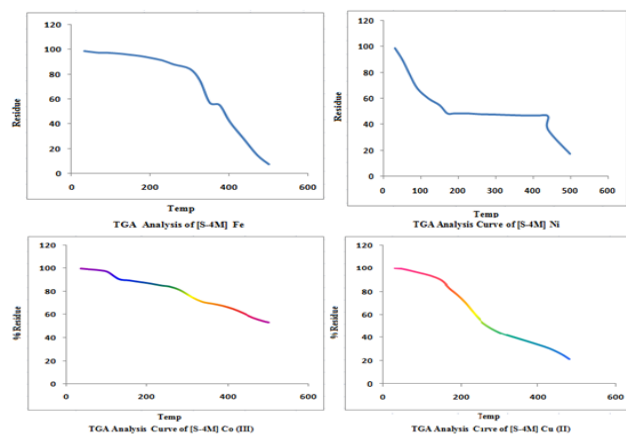 120
100
80
60
40
20
0
Residue
0 100 200 300 400 500 600
Temp
TGA Analysis of [S-4M] Fe
120
100
80
60
40
20
0
Residue
0 100 200 300 400 500 600
Temp
TGA Analysis Curve of [S-4M] Ni
120
100
80
60
40
20
0
% Residue
0 200 400 600
Temp
TGA Analysis Curve of [S-4M] Co (III)
120
100
80
60
40
20
0
% Residue
0 200 400 600
Temp
TGA Analysis Curve of [S-4M] Cu (II)